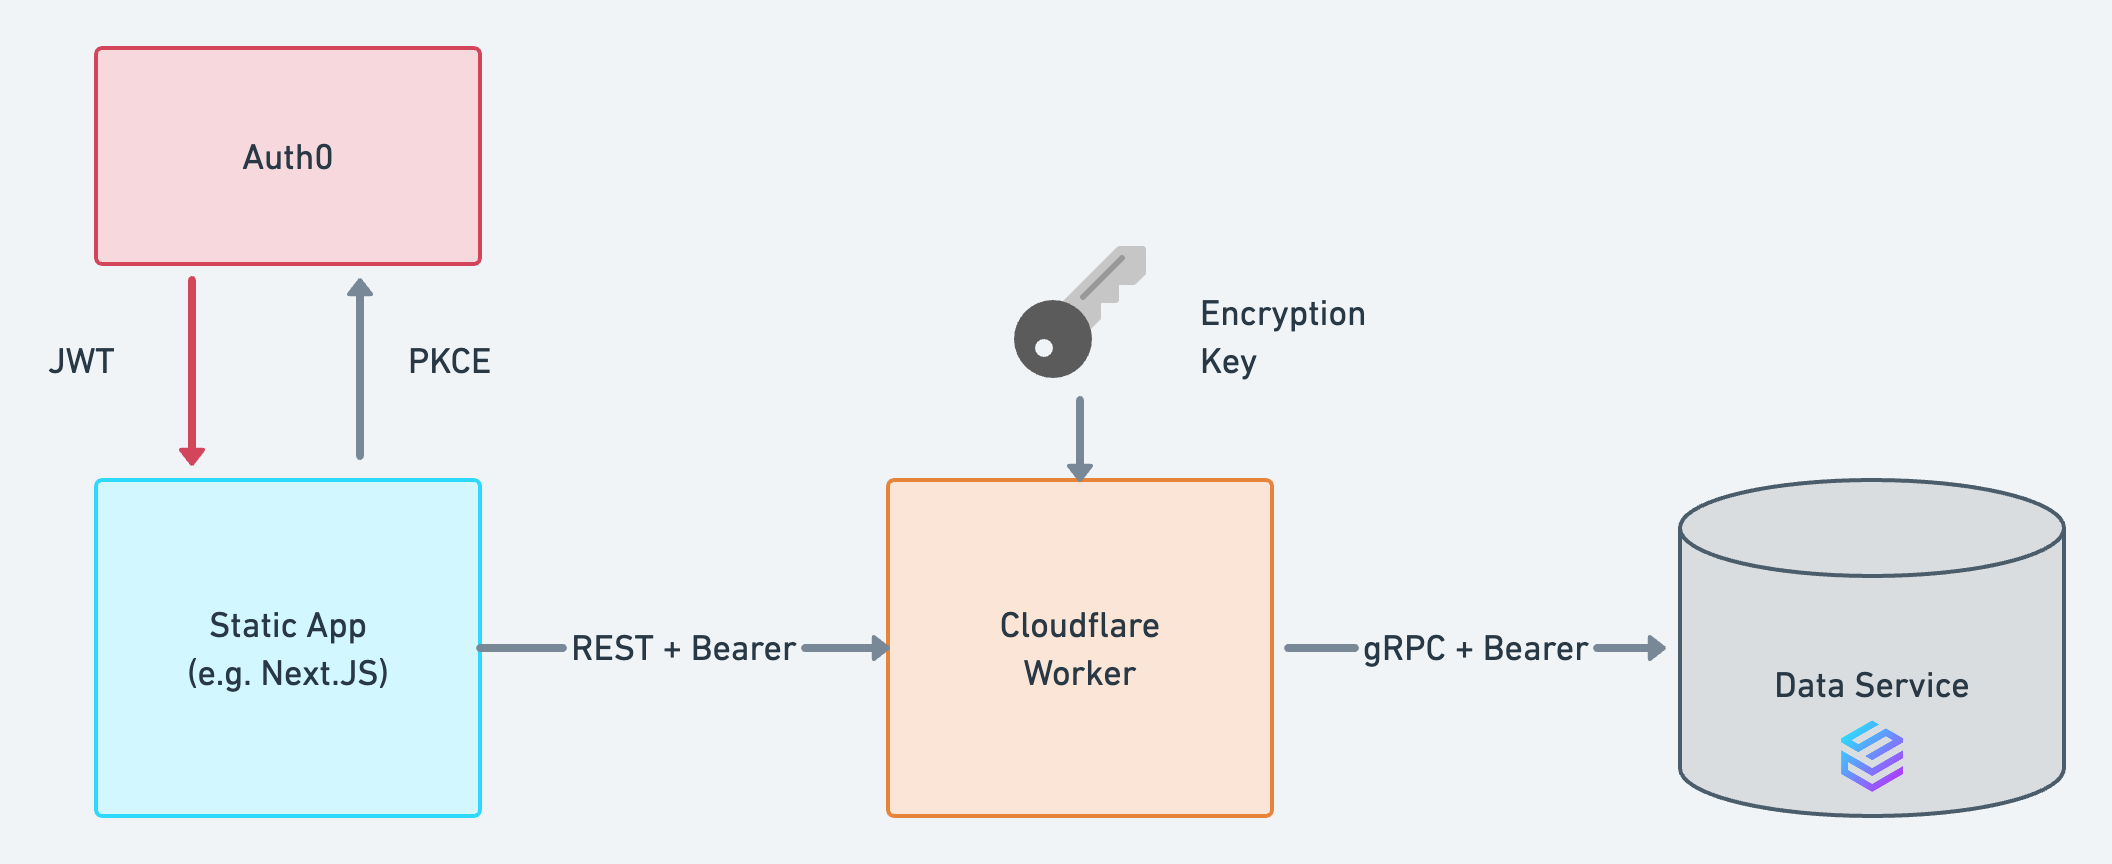 Auth0
JWT
PKCE
Encryption
Key
Static App
(e.g. Next.JS)
REST + Bearer
Cloudflare
Worker
gRPC + Bearer
Data Service